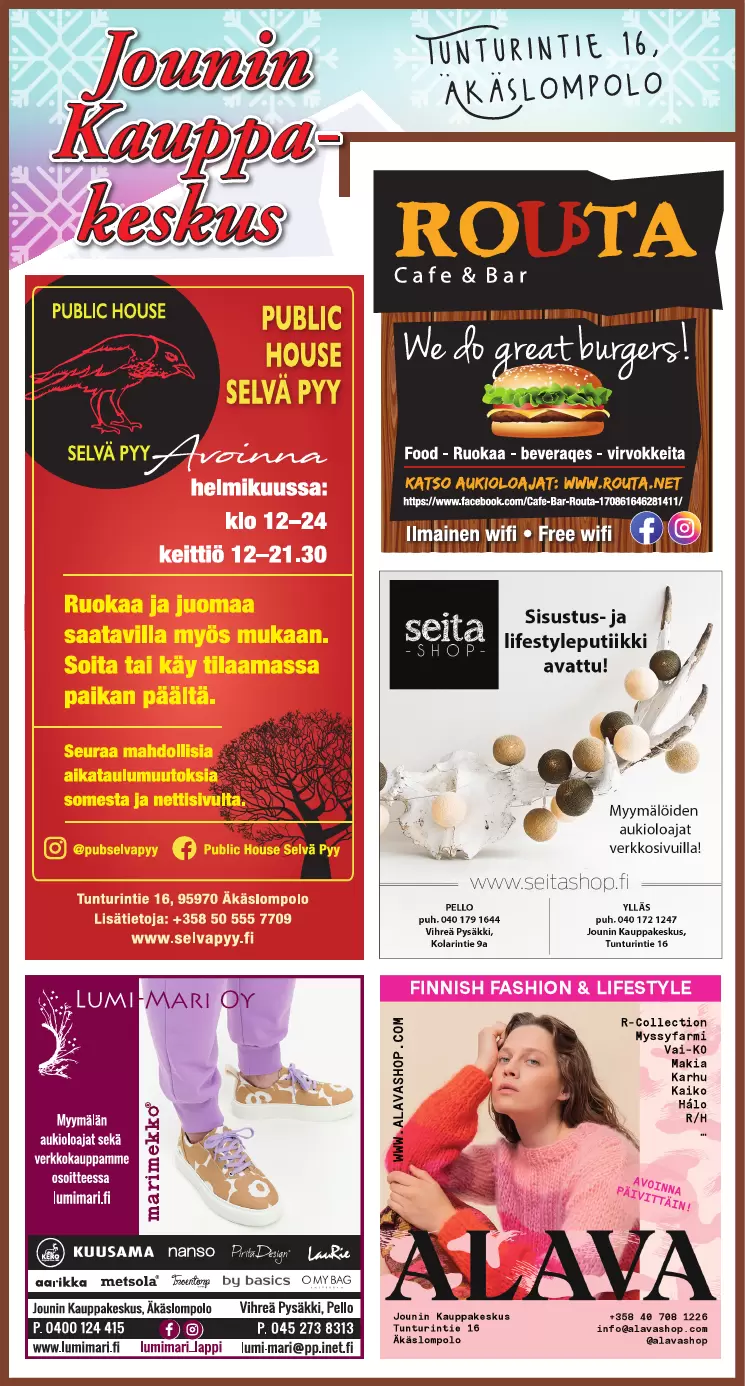 Jounin
Kauppa-
keskus
TUNTURINTIE 16,
ÄKÄSLOMPOLO
PUBLIC HOUSE
SELVÄ PYY
PUBLIC
HOUSE
SELVÄ PYY
Avoinna
helmikuussa:
klo 12–24
keittiö 12–21.30
Ruokaa ja juomaa
saatavilla myös mukaan.
Soita tai käy tilaamassa
paikan päältä.
Seuraa mahdollisia
aikataulumuutoksia
somesta ja nettisivulta.
@pubselvapyy Public House Selvä Pyy
Tunturintie 16, 95970 Äkäslompolo
Lisätietoja: +358 50 555 7709
www.selvapyy.fi
ROUTA
Cafe & Bar
We do great burgers!
Food - Ruokaa - beveraqes - virvokkeita
KATSO AUKIOLOAJAT: WWW.ROUTA.NET
https://www.facebook.com/Cafe-Bar-Routa-170861646281411/
Ilmainen wifi • Free wifi
seita
- SHOP -
Sisustus- ja
lifestyleputiikki
avattu!
Myymälöiden
aukioloajat
verkkosivuilla!
www.seitashop.fi
PELLO
puh. 040 179 1644
Vihreä Pysäkki,
Kolarintie 9a
YLLÄS
puh. 040 172 1247
Jounin Kauppakeskus,
Tunturintie 16
LUMI-MARI OY
Myymälän
aukioloajat sekä
verkkokauppamme
osoitteessa
lumimari.fi
marimekko®
KEKO KUUSAMA nanso Pirita Design LauRie
aarikka metsola by basics O MY BAG
Jounin Kauppakeskus, Äkäslompolo Vihreä Pysäkki, Pello
P. 0400 124 415 P. 045 273 8313
www.lumimari.fi lumimari_lappi lumi-mari@pp.inet.fi
FINNISH FASHION & LIFESTYLE
WWW.ALAVASHOP.COM
R-Collection
Myssyfarmi
Vai-KO
Makia
Karhu
Kaiko
Hálo
R/H
…
AVOINNA
PÄIVITTÄIN!
ALAVA
Jounin Kauppakeskus
Tunturintie 16
Äkäslompolo
+358 40 708 1226
info@alavashop.com
@alavashop